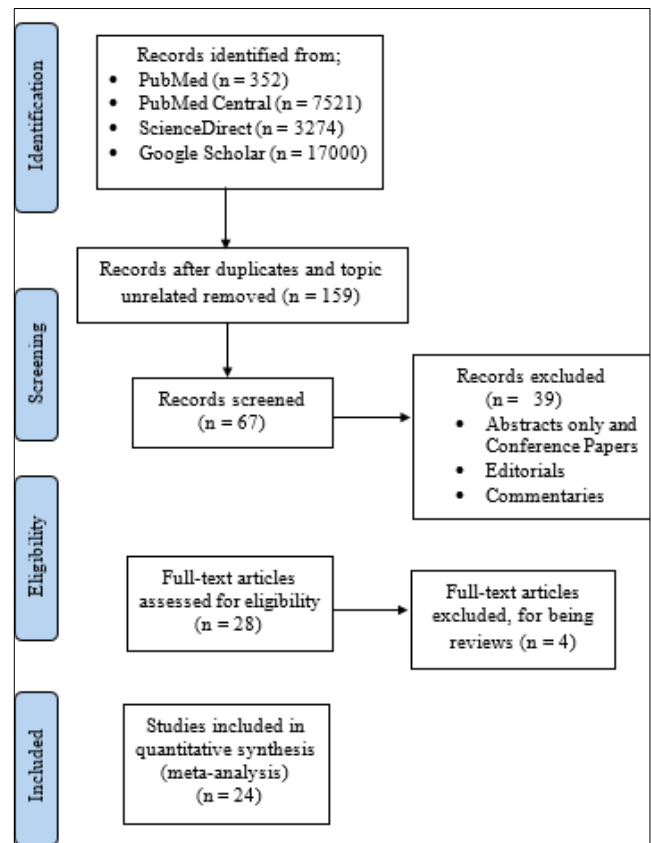 Identification
Records identified from;
• PubMed (n = 352)
• PubMed Central (n = 7521)
• ScienceDirect (n = 3274)
• Google Scholar (n = 17000)
Records after duplicates and topic
unrelated removed (n = 159)
Screening
Records screened
(n = 67)
Records excluded
(n = 39)
• Abstracts only and
Conference Papers
• Editorials
• Commentaries
Eligibility
Full-text articles
assessed for eligibility
(n = 28)
Full-text articles
excluded, for being
reviews (n = 4)
Included
Studies included in
quantitative synthesis
(meta-analysis)
n = 24)